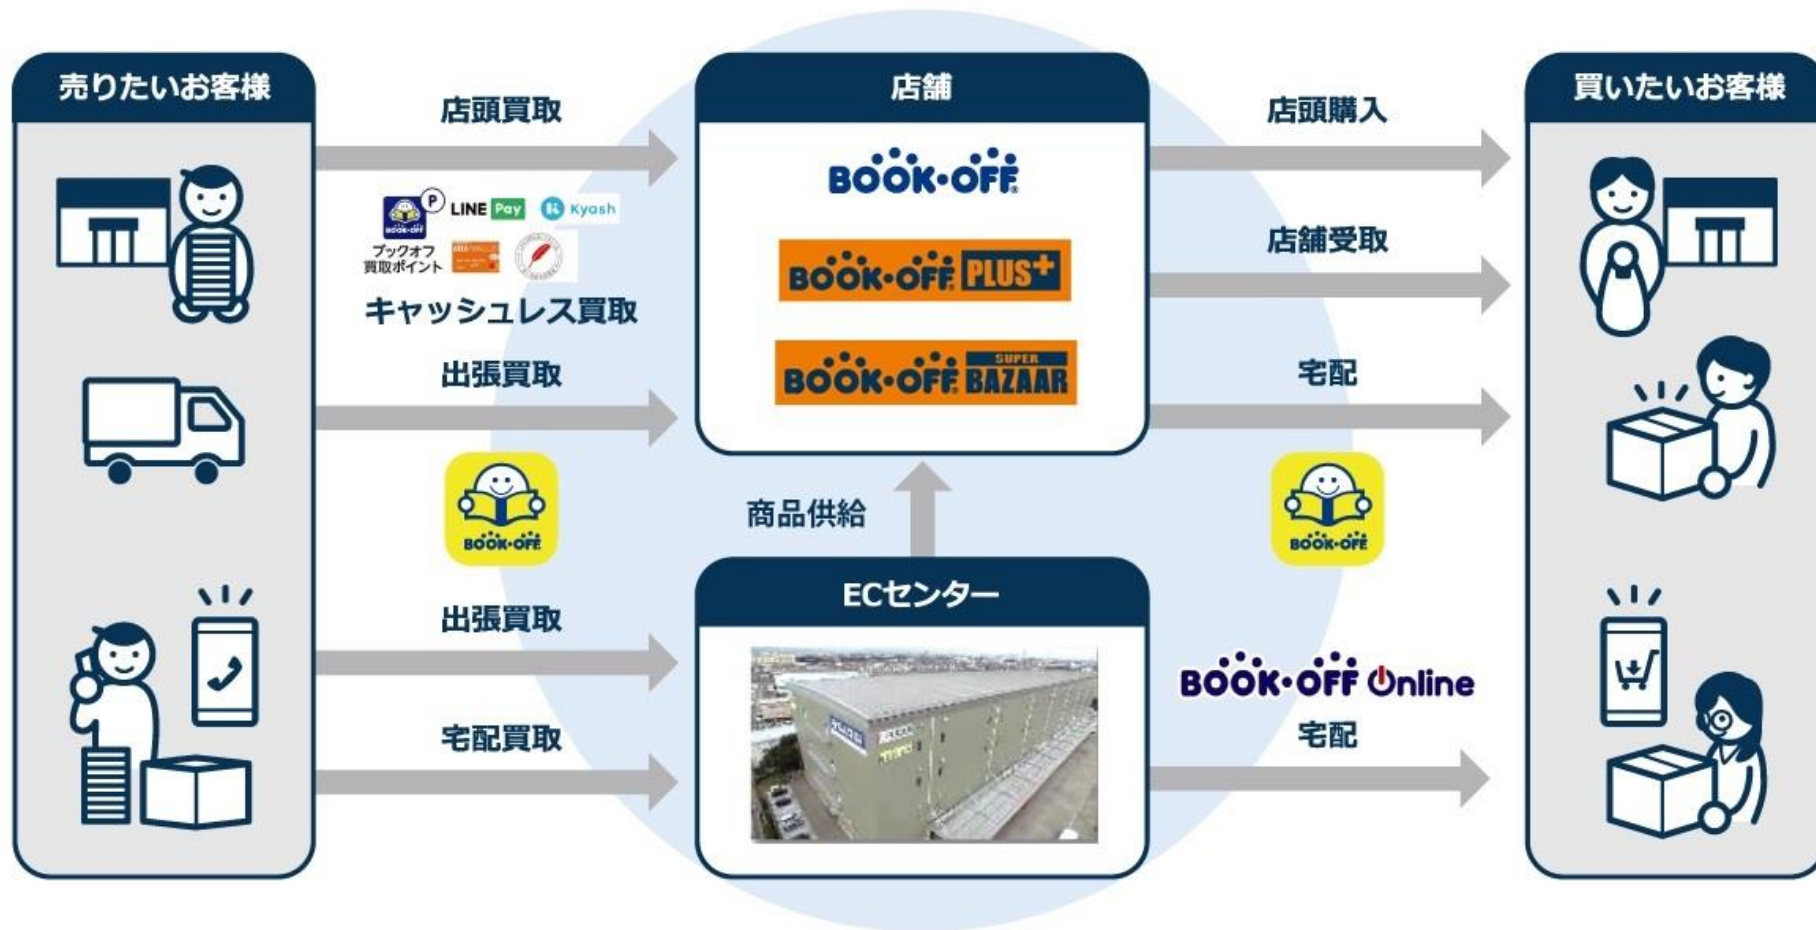 売りたいお客様
店頭買取
P
BOOK-OFF
LINE Pay
Kyash
ブックオフ
買取ポイント
キャッシュレス買取
出張買取
BOOK-OFF
出張買取
宅配買取
店舗
BOOK・OFF
BOOK・OFF PLUS+
BOOK・OFF SUPER BAZAAR
商品供給
ECセンター
店頭購入
店舗受取
宅配
BOOK-OFF
BOOK・OFF Online
宅配
買いたいお客様